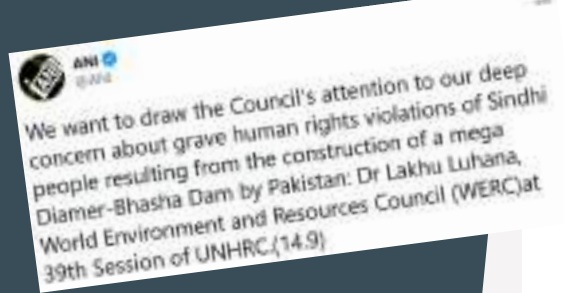 ANI
@ANI
We want to draw the Council's attention to our deep
concern about grave human rights violations of Sindhi
people resulting from the construction of a mega
Diamer-Bhasha Dam by Pakistan: Dr Lakhu Luhana,
World Environment and Resources Council (WERC)at
39th Session of UNHRC.(14.9)